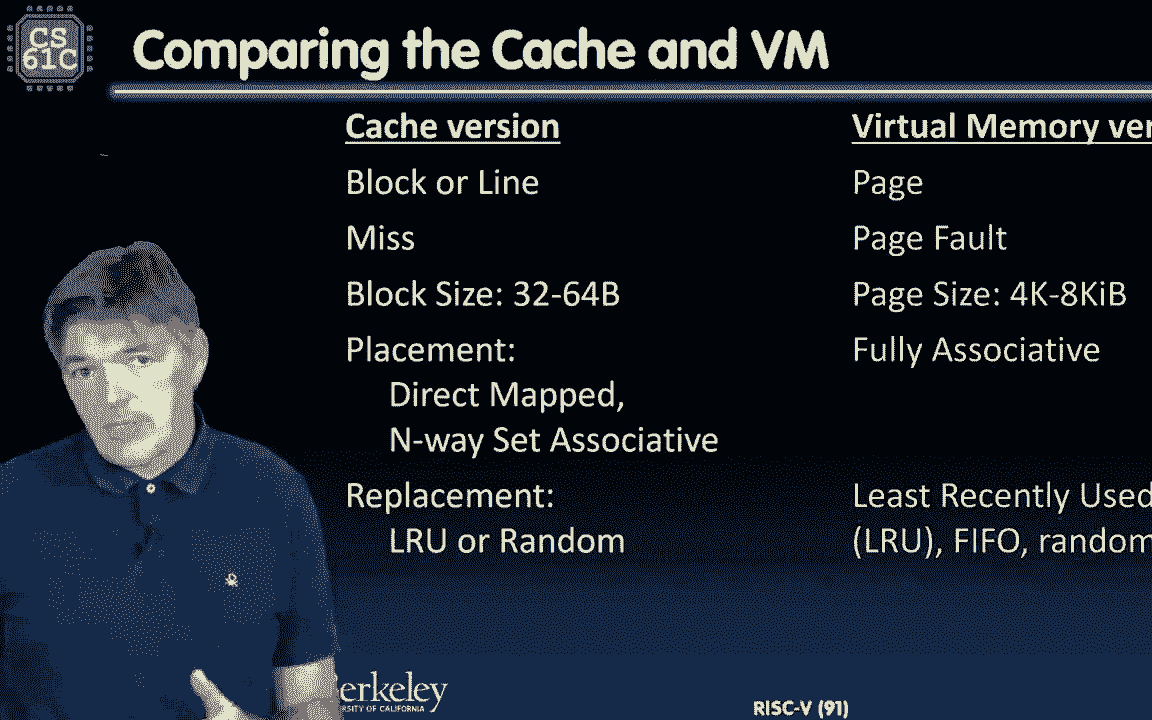 CS
61C
Comparing the Cache and VM
Cache version
Virtual Memory ver
Block or Line
Page
Miss
Page Fault
Block Size: 32-64B
Page Size: 4K-8KiB
Placement:
Fully Associative
Direct Mapped,
N-way Set Associative
Replacement:
Least Recently Used
LRU or Random
(LRU), FIFO, random
erkeley
RSITY OF CALIFORNIA
RISC-V (91)